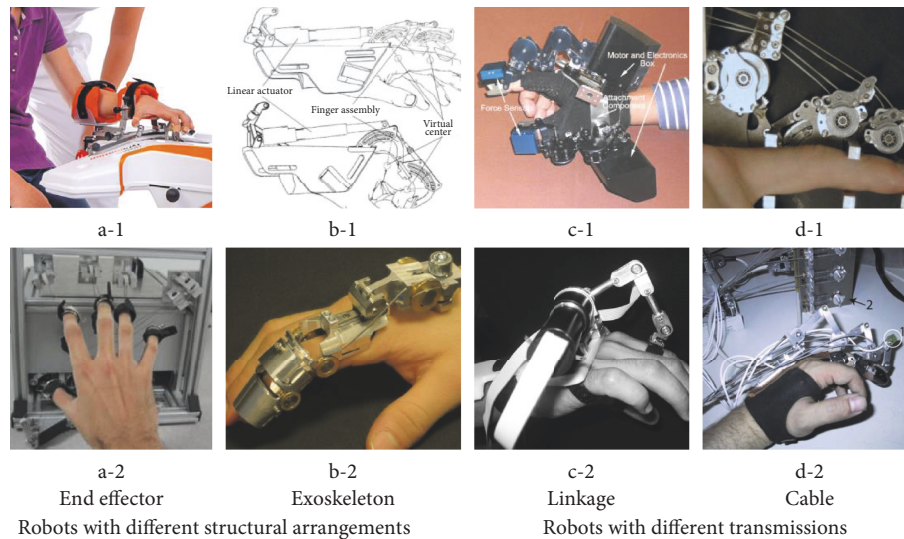 Linear actuator
Finger assembly
Virtual
center
Motor and Electronics
Box
Force Sensor
Attachment
Component
a-1
b-1
c-1
d-1
2
a-2
b-2
c-2
d-2
End effector
Exoskeleton
Linkage
Cable
Robots with different structural arrangements
Robots with different transmissions